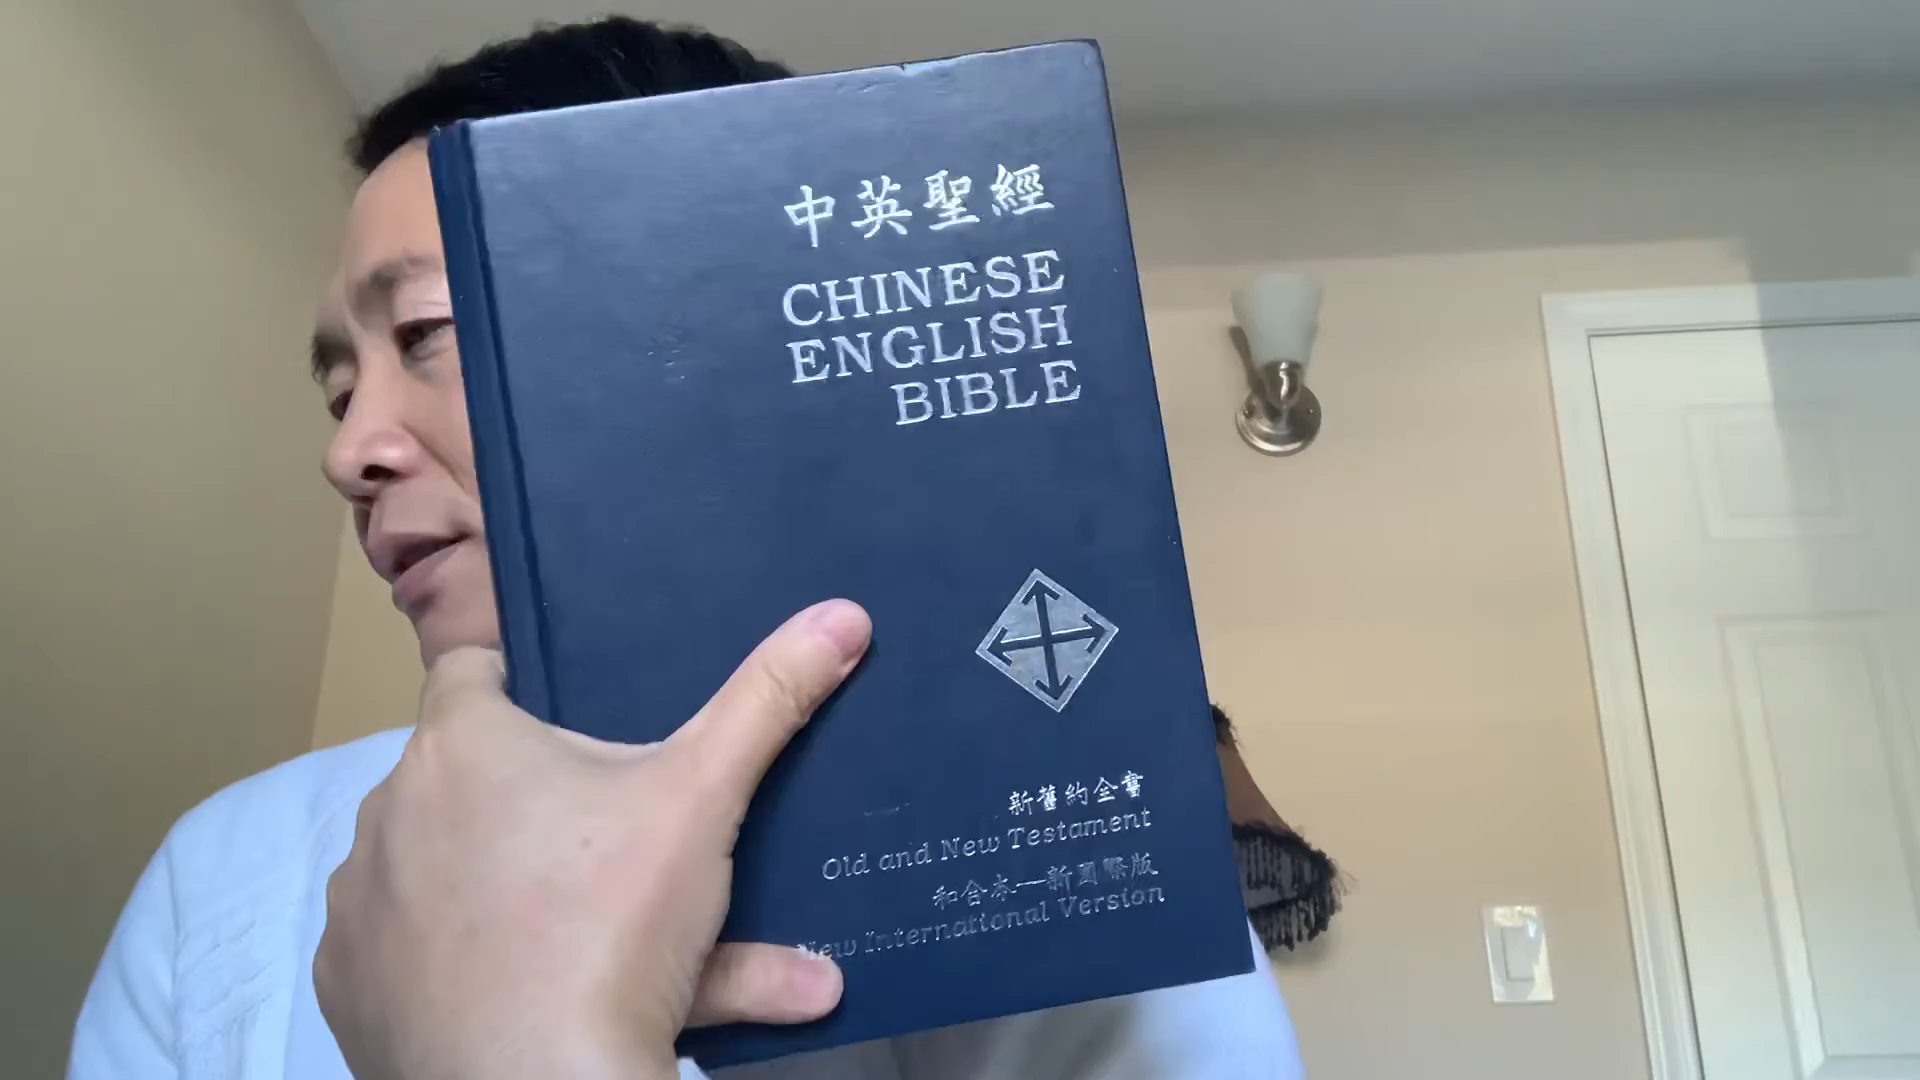 中英聖經
CHINESE
ENGLISH
BIBLE
新舊約全書
Old and New Testament
和合本—新國際版
New International Version